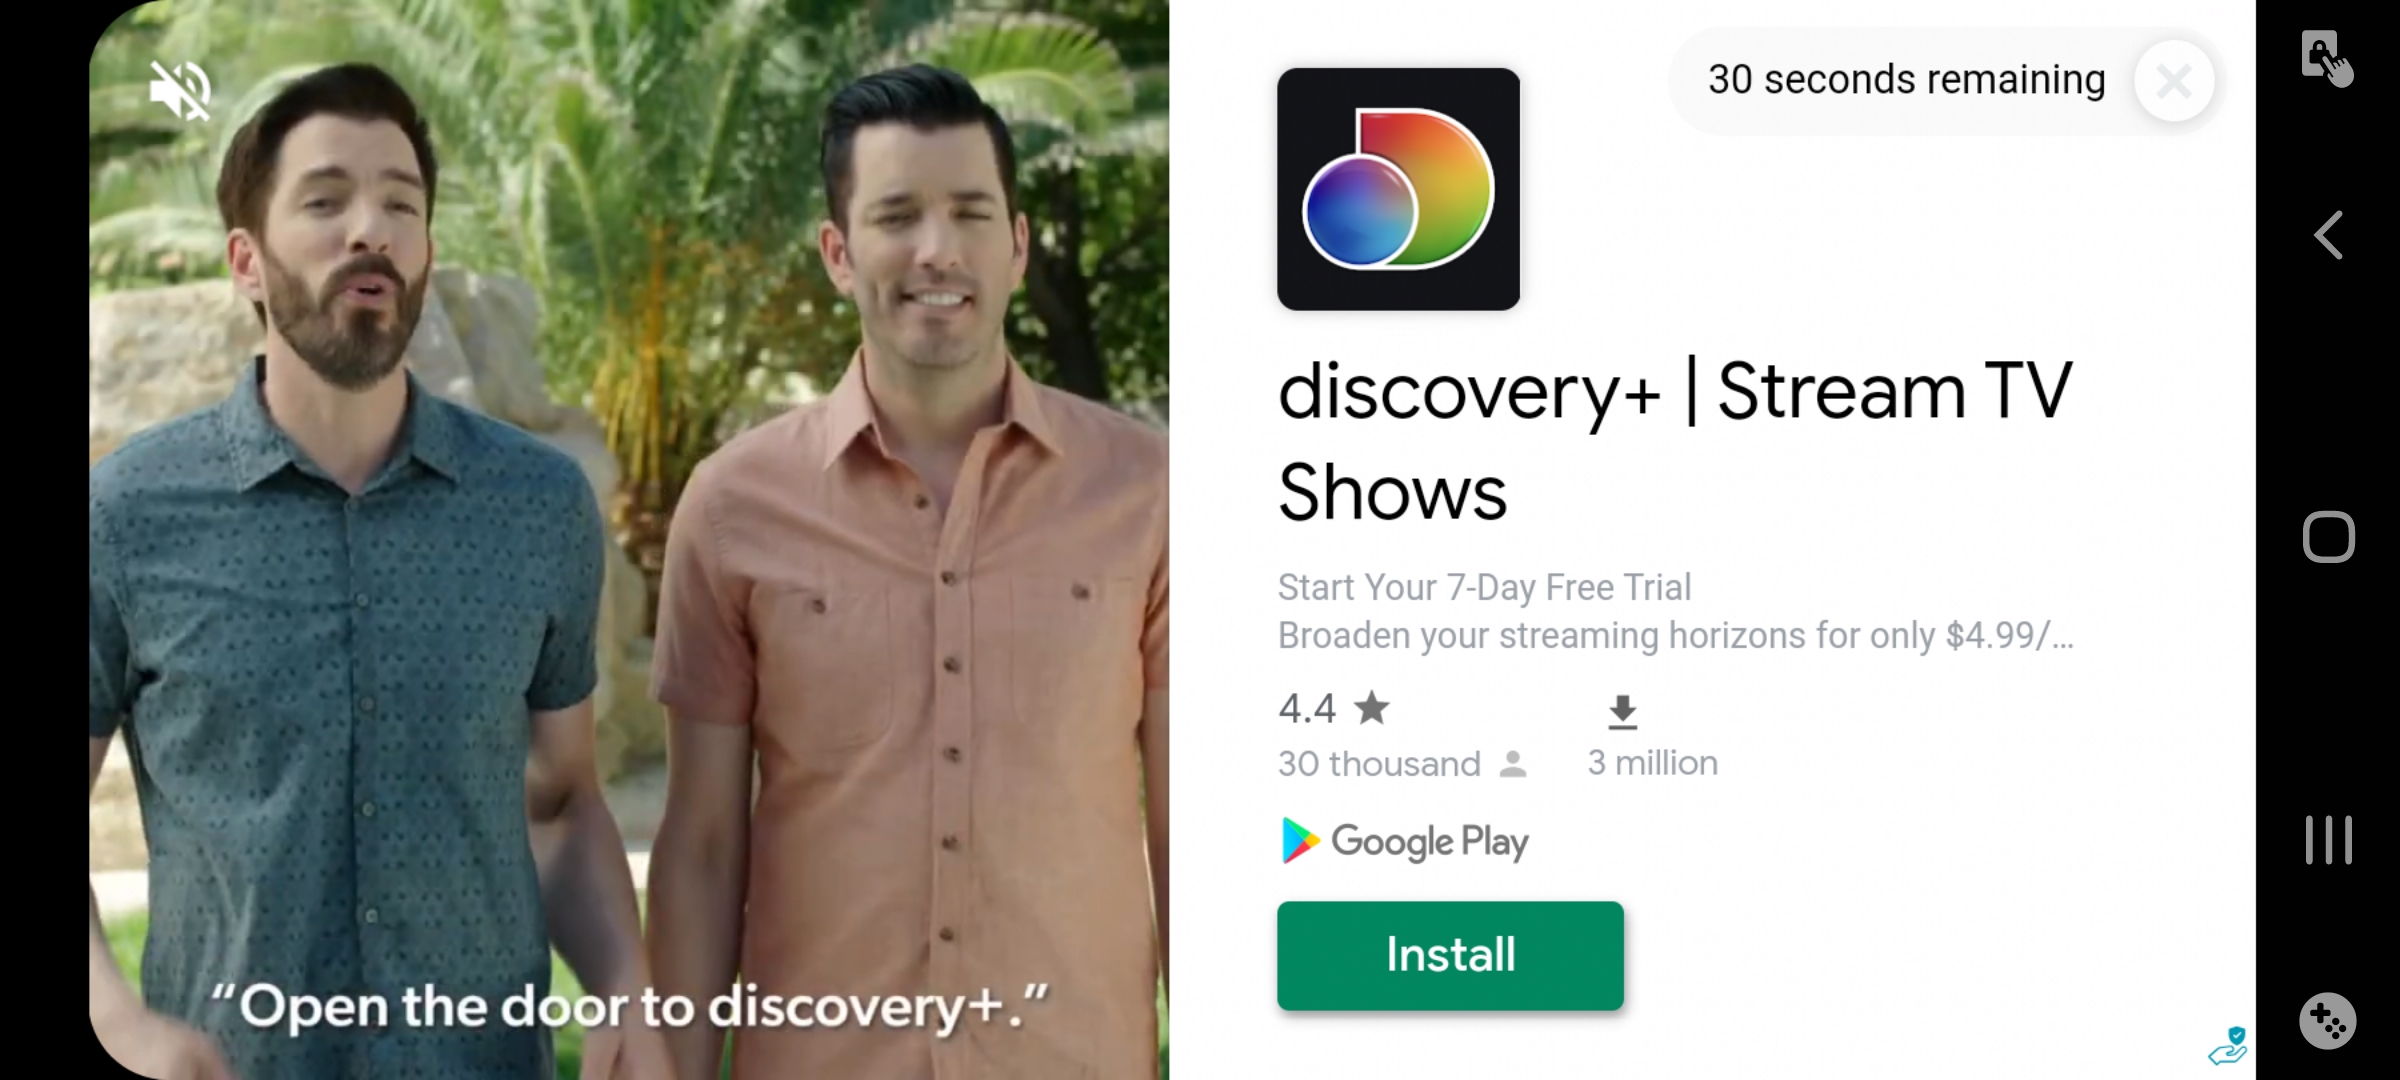 30 seconds remaining
discovery+ | Stream TV
Shows
Start Your 7-Day Free Trial
Broaden your streaming horizons for only $4.99/...
4.4
30 thousand
3 million
Google Play
Install
“Open the door to discovery+.”